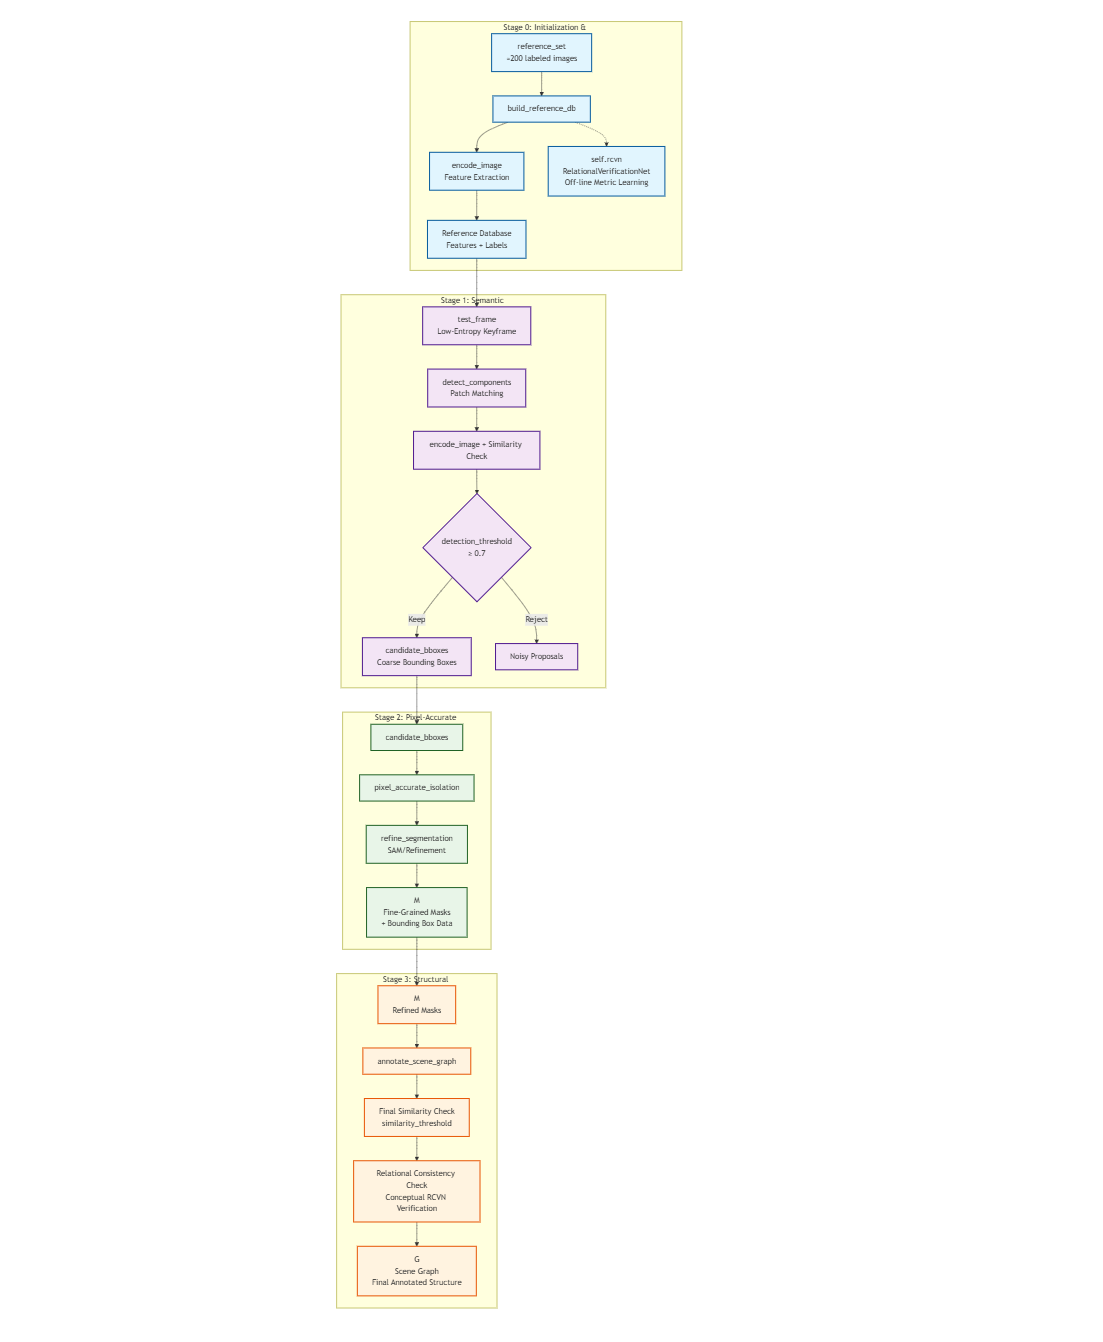 Stage 0: Initialization &
reference_set
~200 labeled images
build_reference_db
encode_image
Feature Extraction
self.rcvn
RelationalVerificationNet
Off-line Metric Learning
Reference Database
Features + Labels
Stage 1: Semantic
test_frame
Low-Entropy Keyframe
detect_components
Patch Matching
encode_image + Similarity
Check
detection_threshold
≥ 0.7
Keep
Reject
candidate_bboxes
Coarse Bounding Boxes
Noisy Proposals
Stage 2: Pixel-Accurate
candidate_bboxes
pixel_accurate_isolation
refine_segmentation
SAM/Refinement
M
Fine-Grained Masks
+ Bounding Box Data
Stage 3: Structural
M
Refined Masks
annotate_scene_graph
Final Similarity Check
similarity_threshold
Relational Consistency
Check
Conceptual RCVN
Verification
G
Scene Graph
Final Annotated Structure